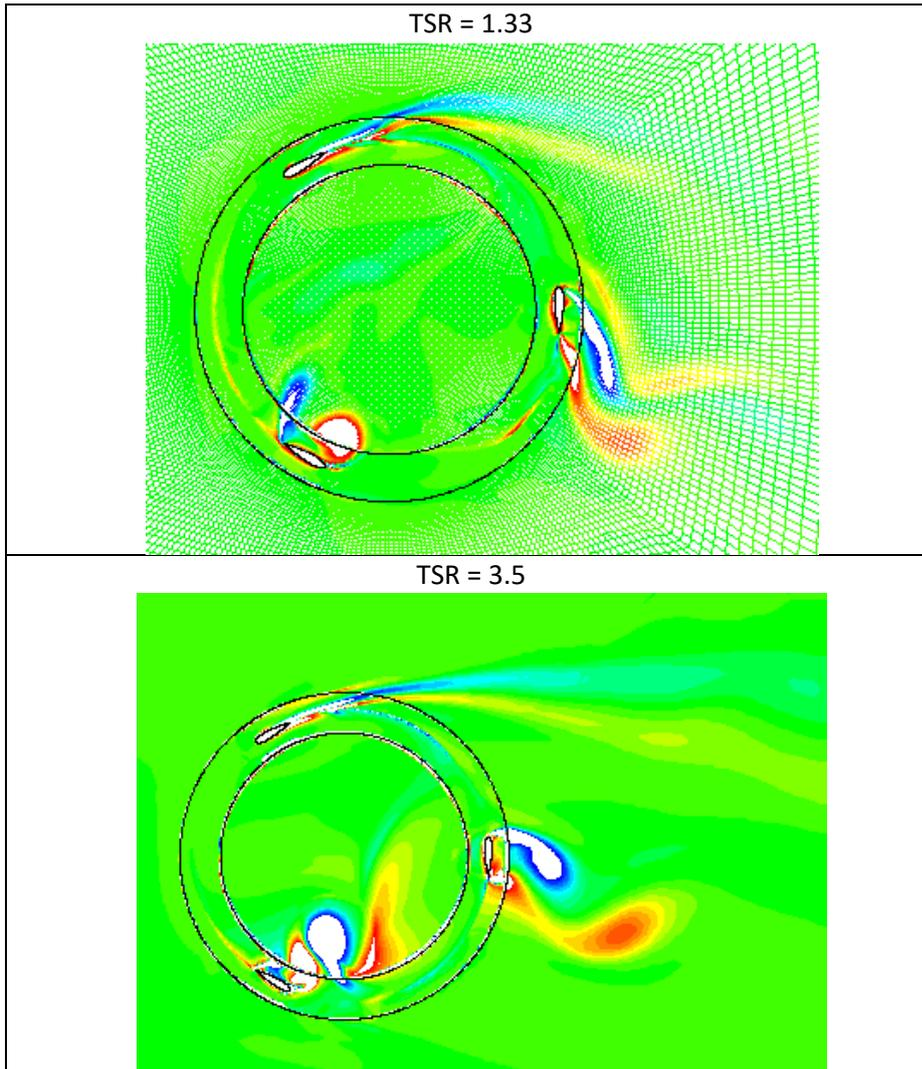 TSR = 1.33
TSR = 3.5